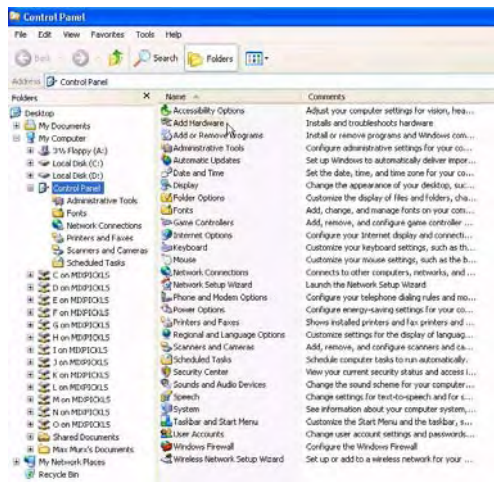 Control Panel
File Edit View Favorites Tools Help
Back Search Folders
Address Control Panel
Folders × Name Comments
Desktop
My Documents
My Computer
3½ Floppy (A:)
Local Disk (C:)
Local Disk (D:)
Control Panel
Administrative Tools
Fonts
Network Connections
Printers and Faxes
Scanners and Cameras
Scheduled Tasks
C on MDPICKLS
D on MDPICKLS
E on MDPICKLS
F on MDPICKLS
G on MDPICKLS
H on MDPICKLS
I on MDPICKLS
J on MDPICKLS
K on MDPICKLS
L on MDPICKLS
M on MDPICKLS
N on MDPICKLS
O on MDPICKLS
Shared Documents
Max Murx's Documents
My Network Places
Recycle Bin
Accessibility Options Adjust your computer settings for vision, hea...
Add Hardware Installs and troubleshoots hardware
Add or Remove Programs Install or remove programs and Windows com...
Administrative Tools Configure administrative settings for your co...
Automatic Updates Set up Windows to automatically deliver impor...
Date and Time Set the date, time, and time zone for your co...
Display Change the appearance of your desktop, suc...
Folder Options Customize the display of files and folders, cha...
Fonts Add, change, and manage fonts on your com...
Game Controllers Add, remove, and configure game controller ...
Internet Options Configure your Internet display and connecti...
Keyboard Customize your keyboard settings, such as th...
Mouse Customize your mouse settings, such as the b...
Network Connections Connects to other computers, networks, and ...
Network Setup Wizard Launch the Network Setup Wizard
Phone and Modem Options Configure your telephone dialing rules and mo...
Power Options Configure energy-saving settings for your co...
Printers and Faxes Shows installed printers and fax printers and ...
Regional and Language Options Customize settings for the display of languag...
Scanners and Cameras Add, remove, and configure scanners and ca...
Scheduled Tasks Schedule computer tasks to run automatically.
Security Center View your current security status and access i...
Sounds and Audio Devices Change the sound scheme for your computer...
Speech Change settings for text-to-speech and for s...
System See information about your computer system,...
Taskbar and Start Menu Customize the Start Menu and the taskbar, s...
User Accounts Change user account settings and passwords...
Windows Firewall Configure the Windows Firewall
Wireless Network Setup Wizard Set up or add to a wireless network for your ...